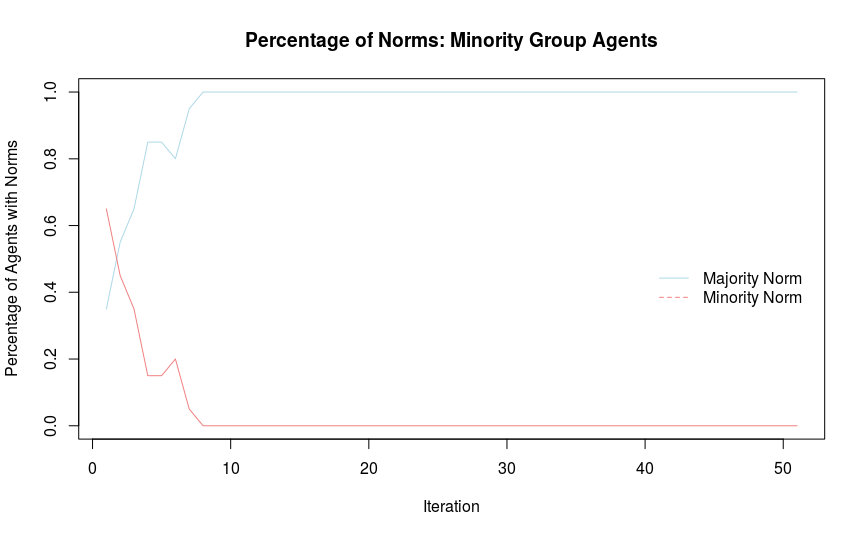 Percentage of Norms: Minority Group Agents
Percentage of Agents with Norms
1.0
0.8
0.6
0.4
0.2
0.0
Majority Norm
Minority Norm
0 10 20 30 40 50
Iteration